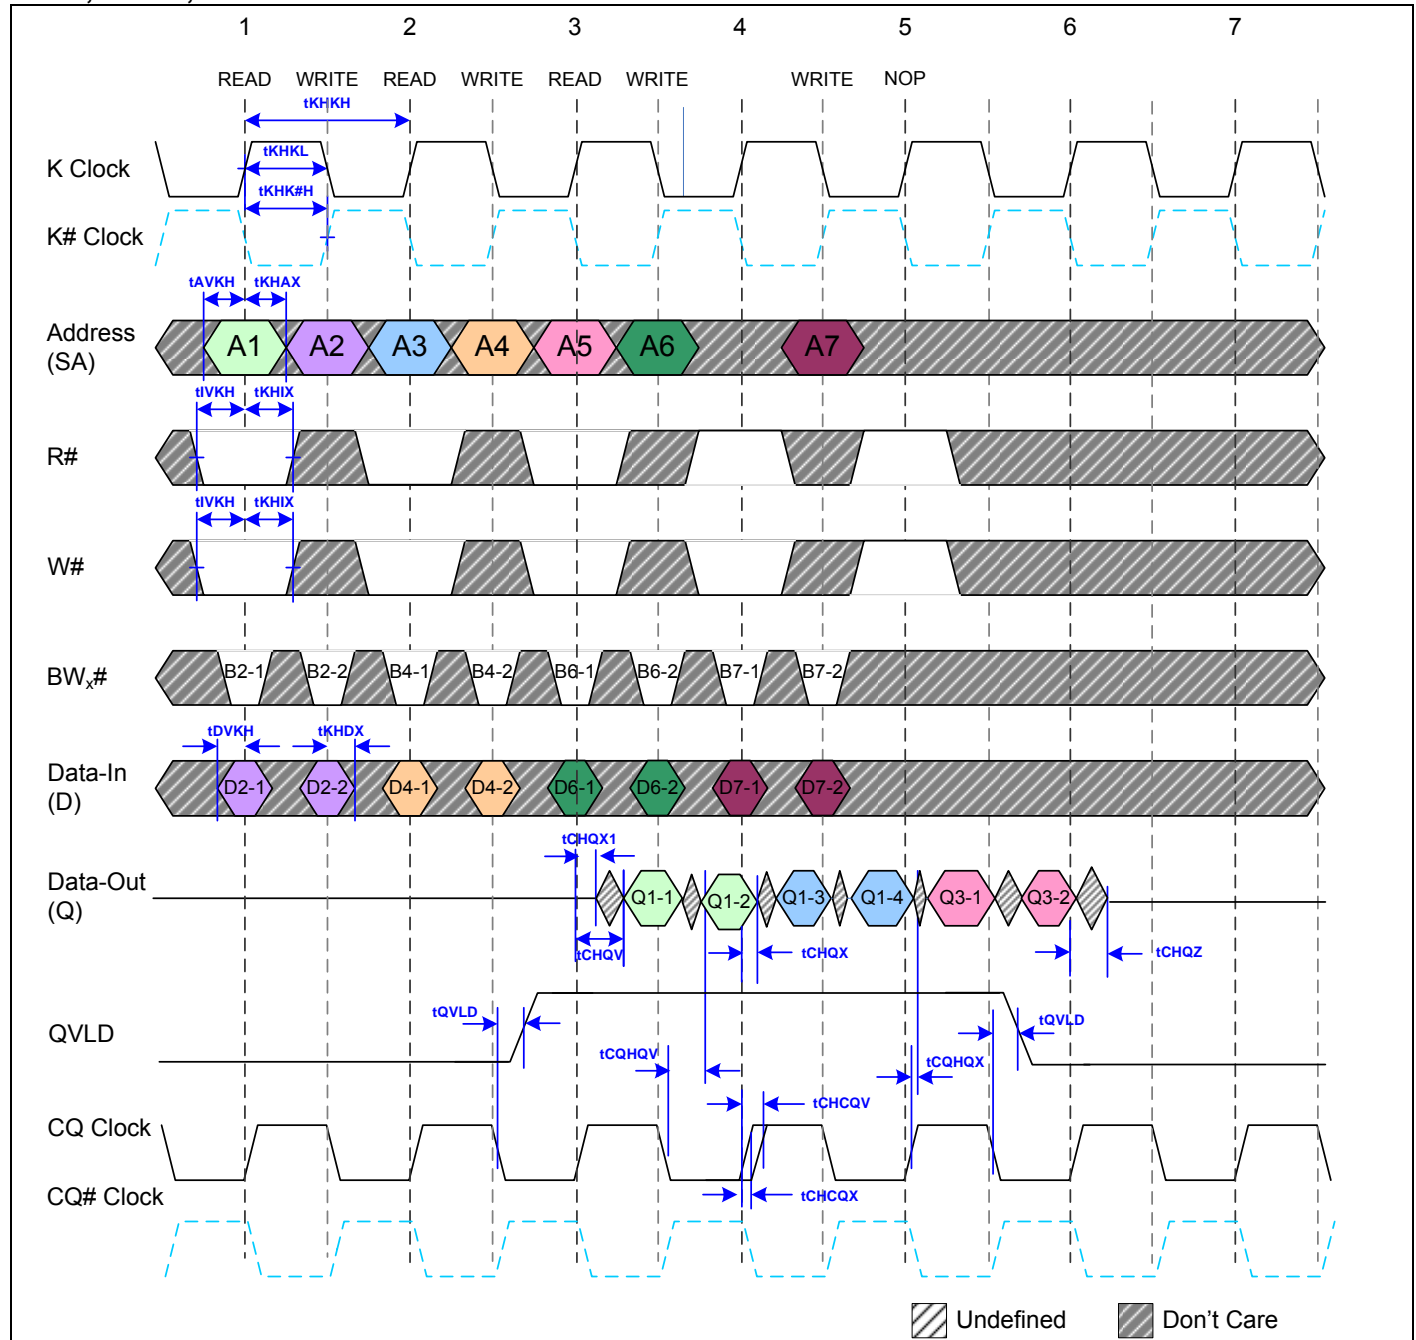 1 2 3 4 5 6 7
READ WRITE READ WRITE READ WRITE WRITE NOP
tKHKH
K Clock
tKHKL
tKHK#H
K# Clock
tAVKH tKHAX
Address
(SA)
A1 A2 A3 A4 A5 A6 A7
tIVKH tKHIX
R#
tIVKH tKHIX
W#
BWx#
B2-1 B2-2 B4-1 B4-2 B6-1 B6-2 B7-1 B7-2
tDVKH tKHDX
Data-In
(D)
D2-1 D2-2 D4-1 D4-2 D6-1 D6-2 D7-1 D7-2
tCHQX1
Data-Out
(Q)
Q1-1 Q1-2 Q1-3 Q1-4 Q3-1 Q3-2
tCHQV tCHQX tCHQZ
QVLD
tQVLD tQVLD
tCQHQV tCQHQX
tCHCQV
CQ Clock
tCHCQX
CQ# Clock
Undefined Don't Care